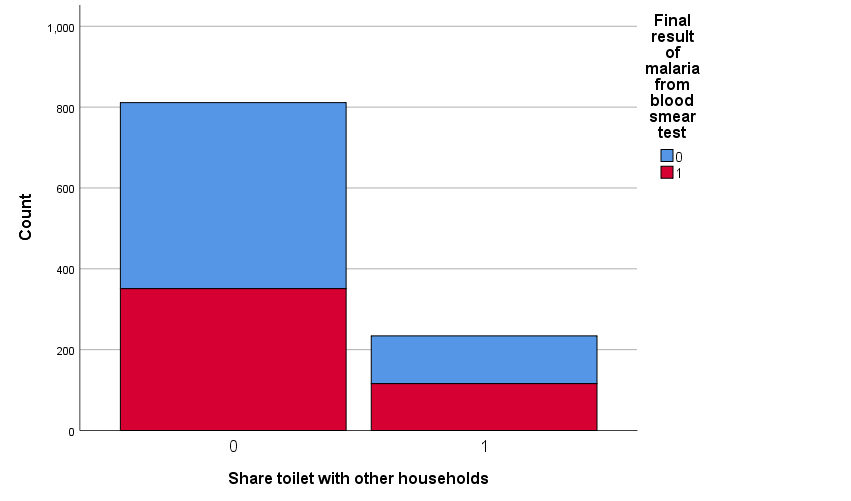 1,000
800
600
400
200
0
Count
0
1
Share toilet with other households
Final
result
of
malaria
from
blood
smear
test
0
1